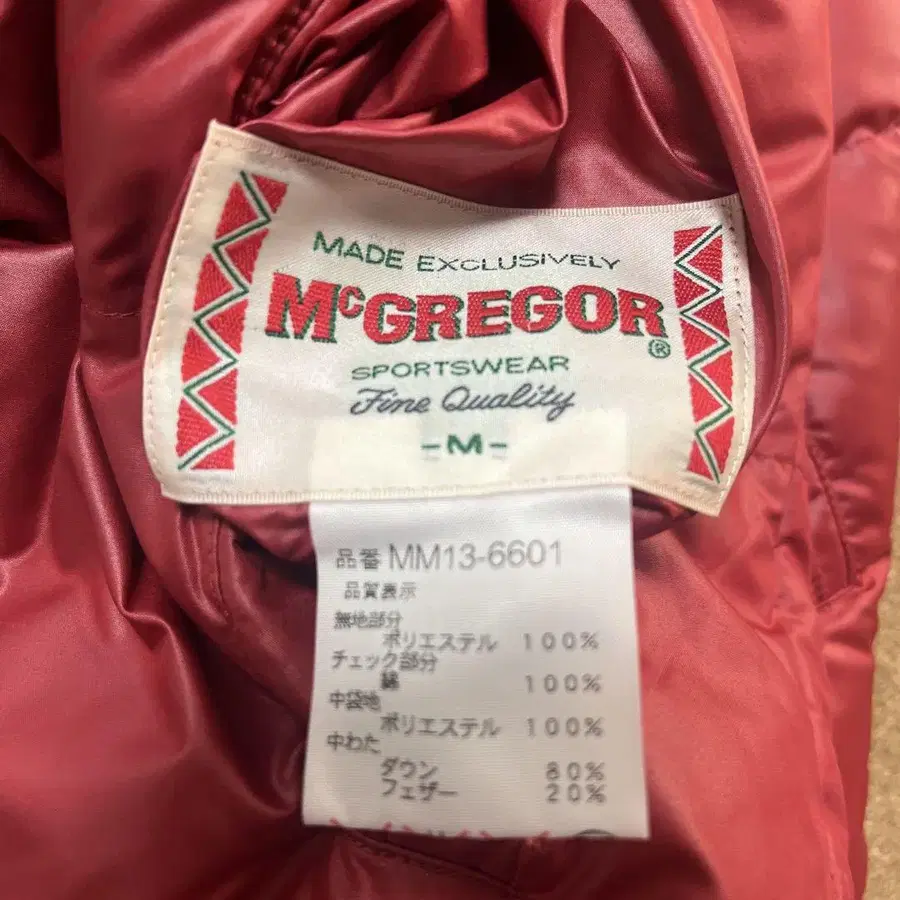 MADE EXCLUSIVELY
McGREGOR®
SPORTSWEAR
Fine Quality
-M-
品番 MM13-6601
品質表示
無地部分
ポリエステル 100%
チェック部分
綿 100%
中袋地
ポリエステル 100%
中わた
ダウン 80%
フェザー 20%